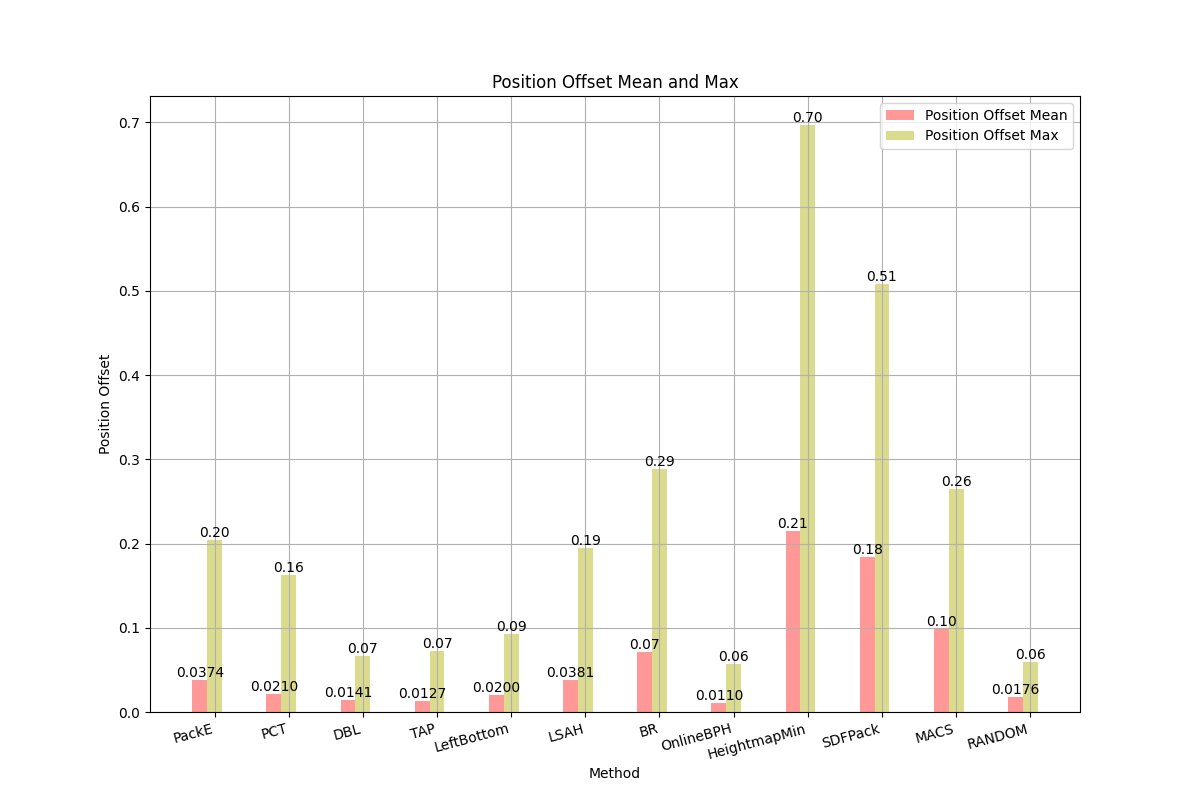 Position Offset Mean and Max
Position Offset Mean
Position Offset Max
Position Offset
0.7
0.6
0.5
0.4
0.3
0.2
0.1
0.0
0.0374
0.20
0.0210
0.16
0.0141
0.07
0.0127
0.07
0.0200
0.09
0.0381
0.19
0.07
0.29
0.0110
0.06
0.21
0.70
0.18
0.51
0.10
0.26
0.0176
0.06
PackE
PCT
DBL
TAP
LeftBottom
LSAH
BR
OnlineBPH
HeightmapMin
SDFPack
MACS
RANDOM
Method